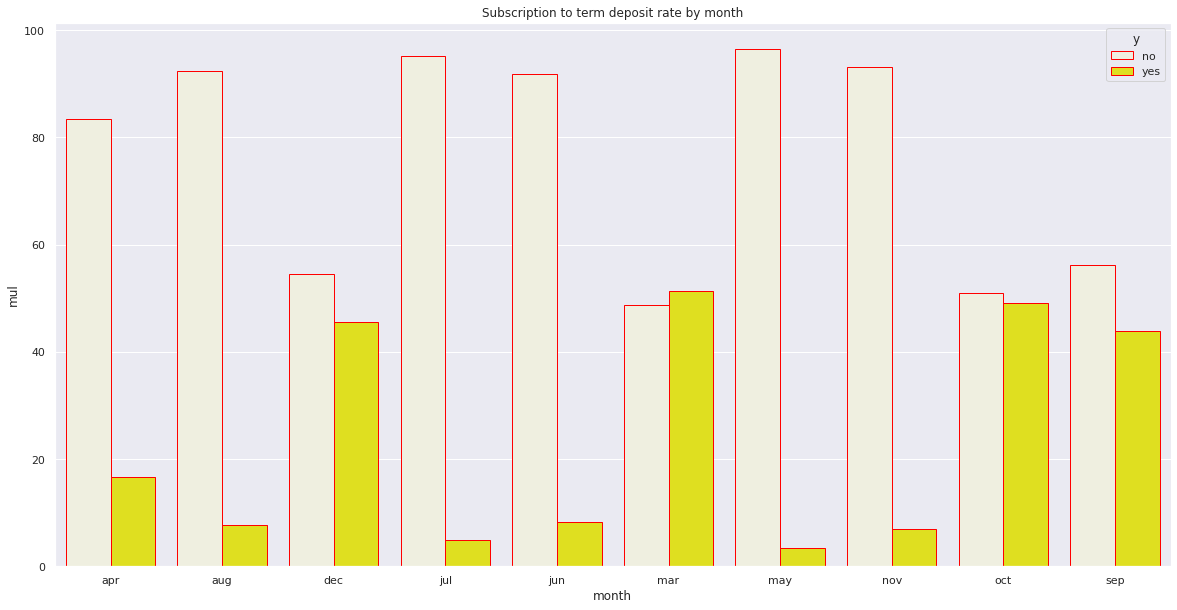 Subscription to term deposit rate by month
y
no
yes
100
80
60
40
20
0
mul
apr aug dec jul jun mar may nov oct sep
month